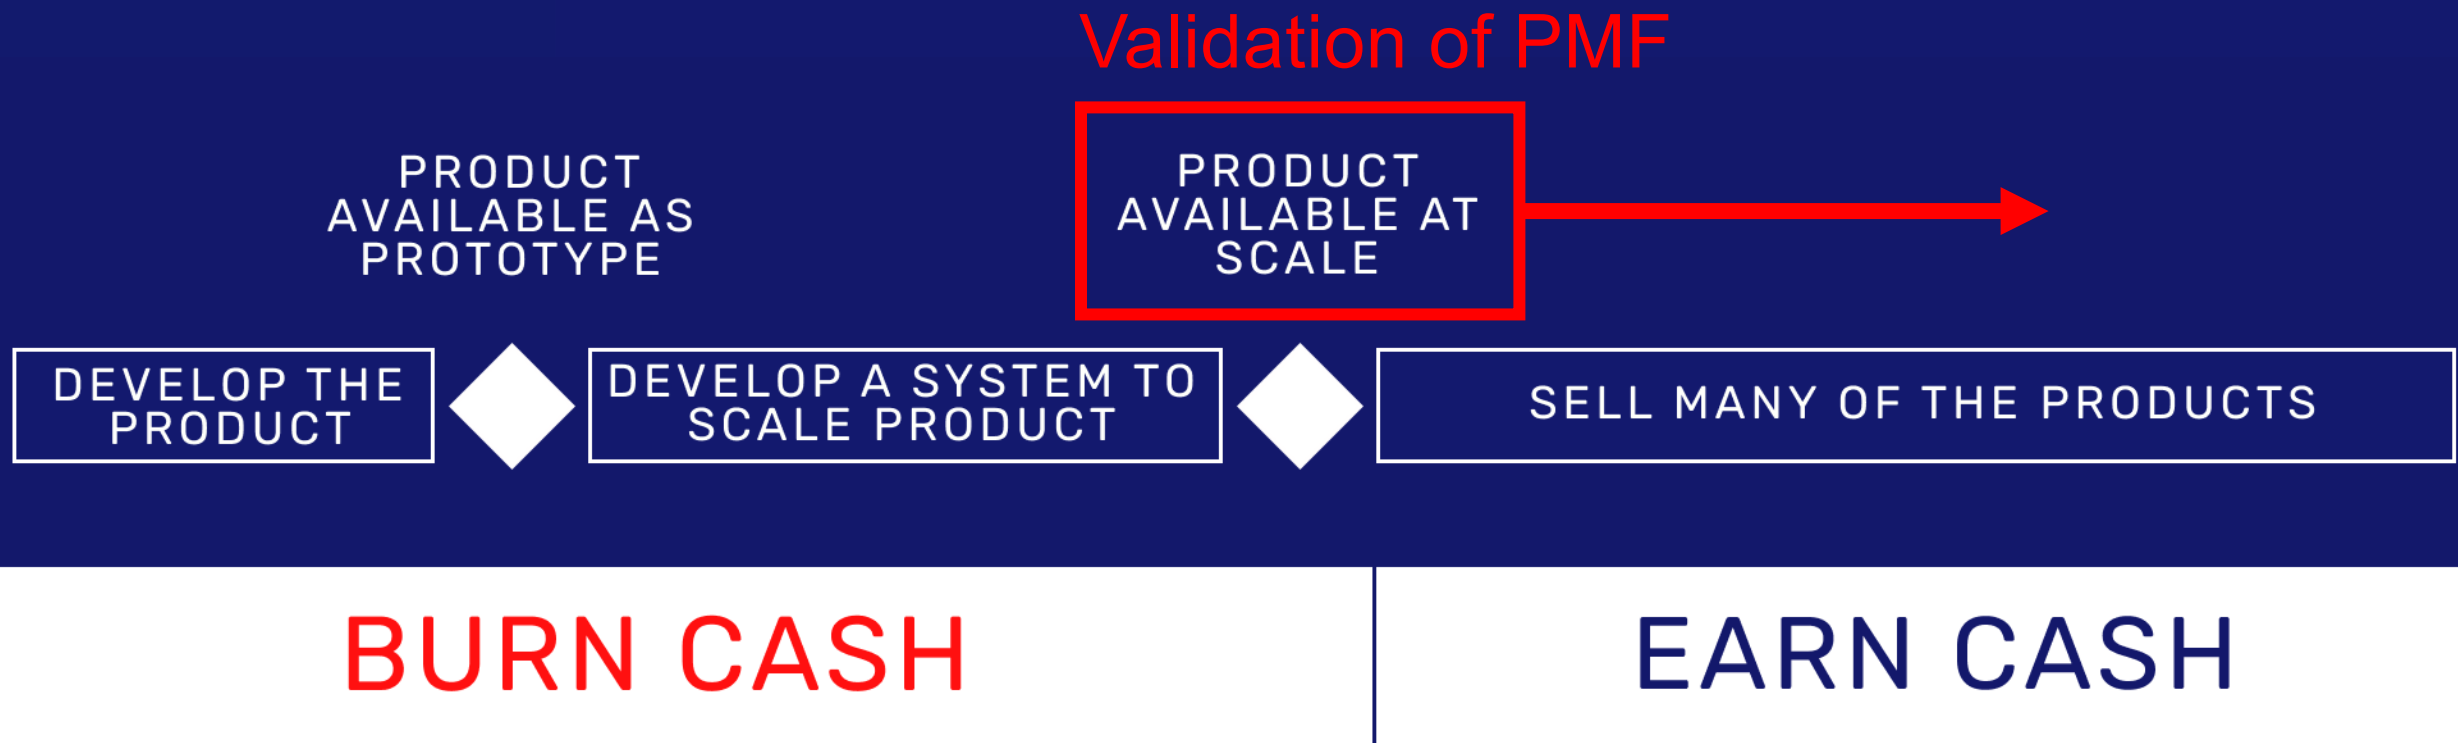 Validation of PMF
PRODUCT
AVAILABLE AS
PROTOTYPE
PRODUCT
AVAILABLE AT
SCALE
DEVELOP THE
PRODUCT
DEVELOP A SYSTEM TO
SCALE PRODUCT
SELL MANY OF THE PRODUCTS
BURN CASH
EARN CASH